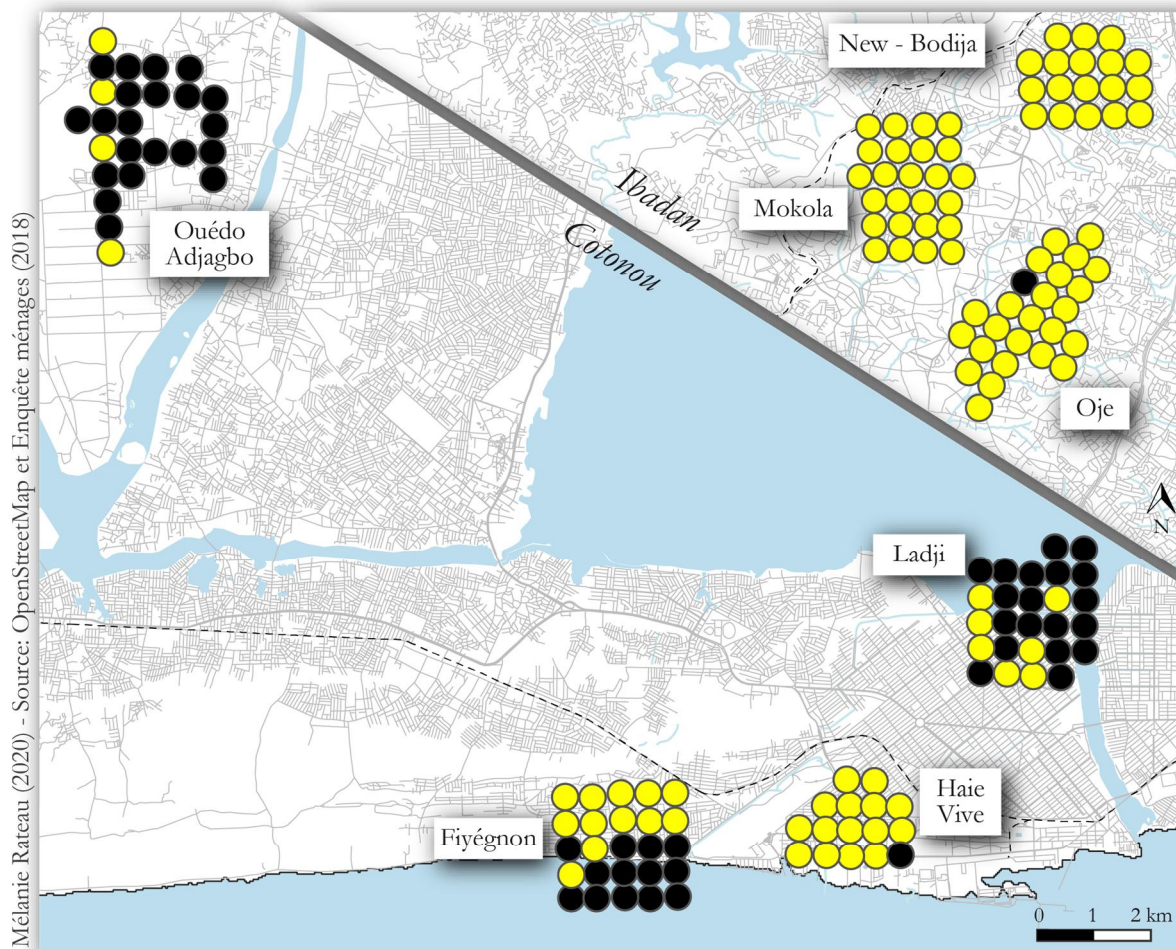 New - Bodija
Ibadan
Mokola
Cotonou
Ouédo
Adjagbo
Oje
N
Ladji
Haie
Vive
Fiyégnon
0 1 2 km
Mélanie Rateau (2020) - Source: OpenStreetMap et Enquête ménages (2018)